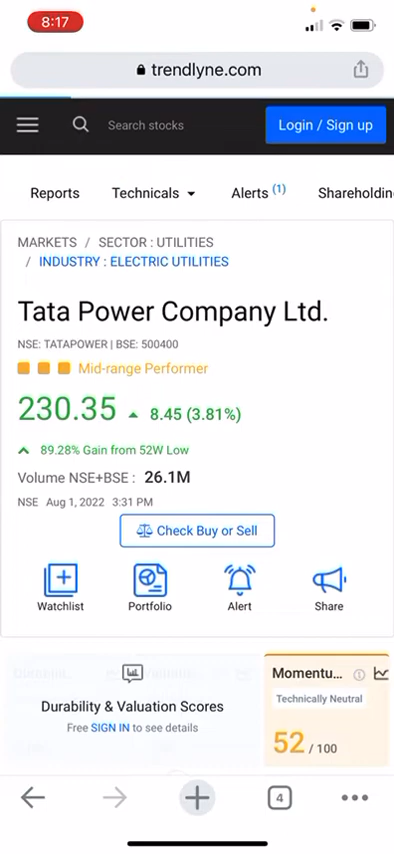 8:17
trendlyne.com
Search stocks
Login / Sign up
Reports Technicals Alerts (1) Shareholdin
MARKETS / SECTOR : UTILITIES
/ INDUSTRY : ELECTRIC UTILITIES
Tata Power Company Ltd.
NSE: TATAPOWER | BSE: 500400
Mid-range Performer
230.35 8.45 (3.81%)
89.28% Gain from 52W Low
Volume NSE+BSE : 26.1M
NSE Aug 1, 2022 3:31 PM
Check Buy or Sell
Watchlist Portfolio Alert Share
Durability & Valuation Scores
Free SIGN IN to see details
Momentu...
Technically Neutral
52 / 100
4